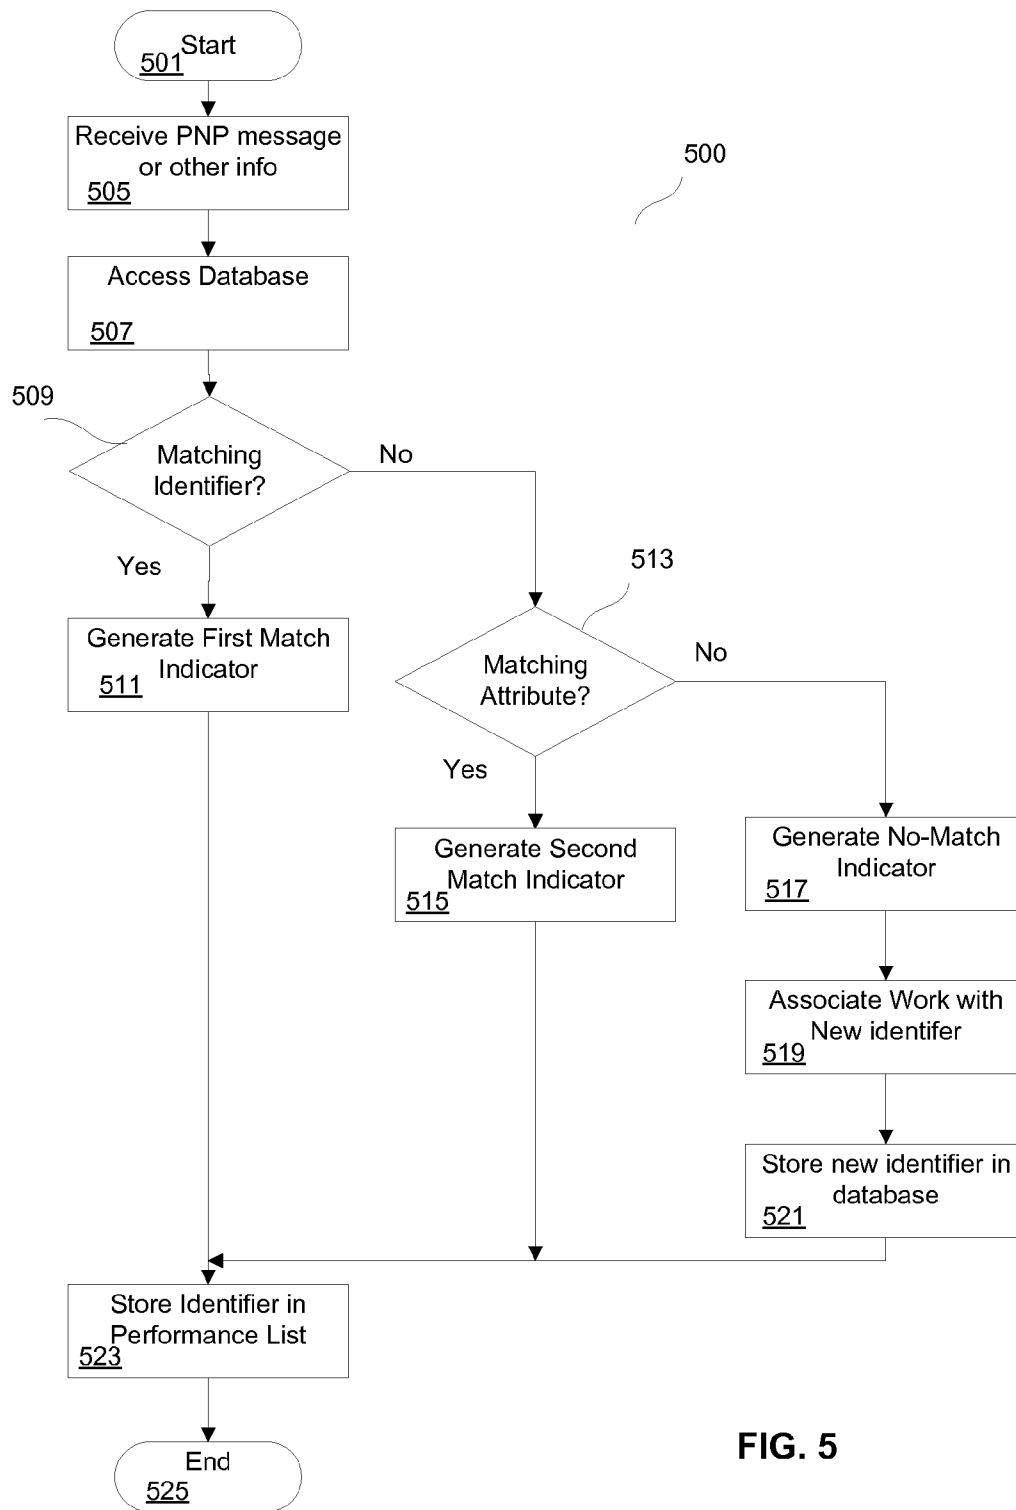 Start
501
Receive PNP message
or other info
505
500
Access Database
507
509
Matching
Identifier?
No
Yes
513
Generate First Match
Indicator
511
Matching
Attribute?
No
Yes
Generate Second
Match Indicator
515
Generate No-Match
Indicator
517
Associate Work with
New identifer
519
Store new identifier in
database
521
Store Identifier in
Performance List
523
End
525
FIG. 5